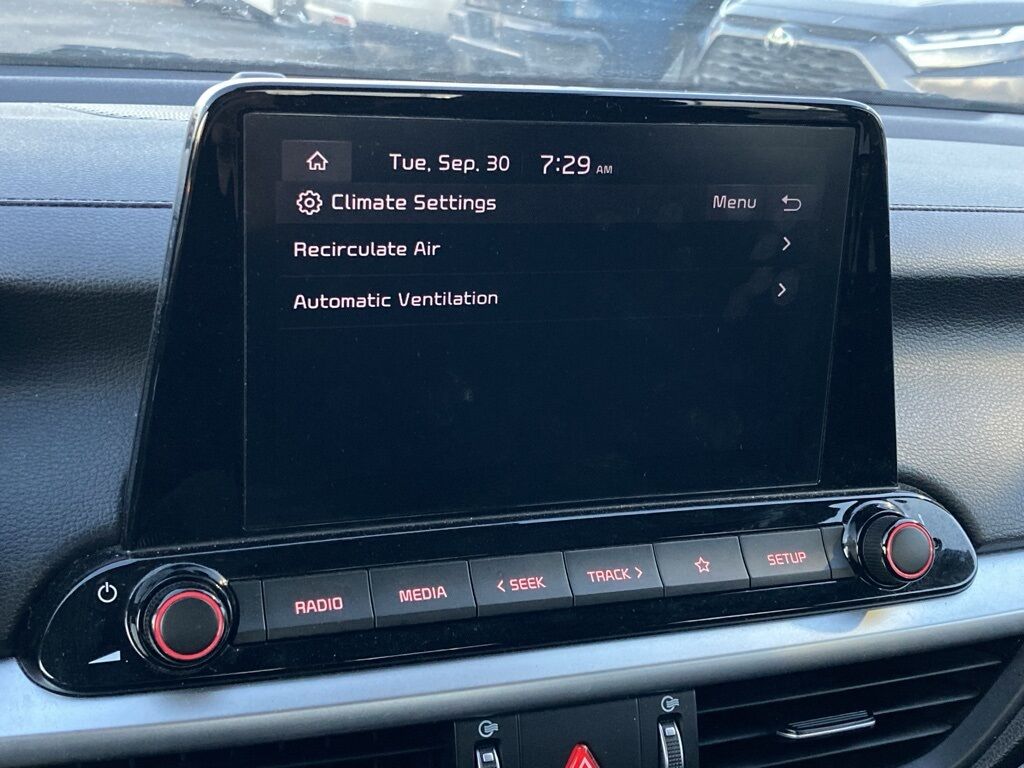 Tue, Sep. 30 7:29 AM
Climate Settings Menu
Recirculate Air
Automatic Ventilation
RADIO MEDIA < SEEK TRACK > SETUP